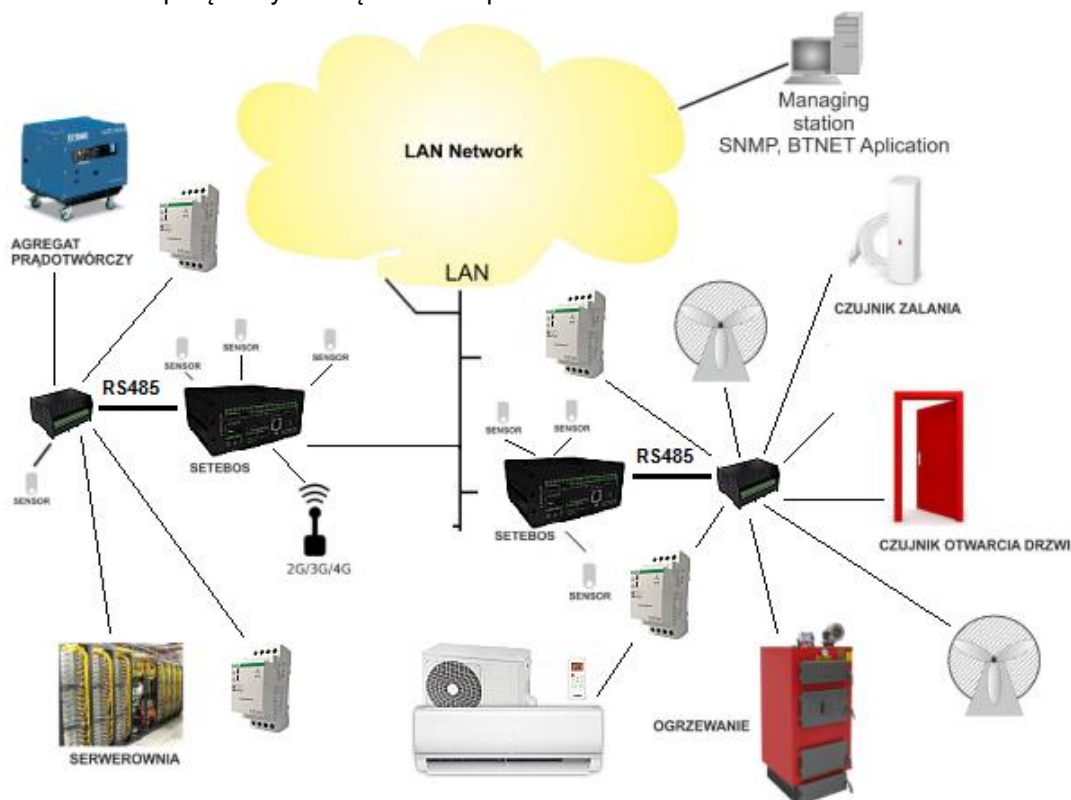 LAN Network
Managing
station
SNMP, BTNET Aplication
AGREGAT
PRĄDOTWÓRCZY
LAN
CZUJNIK ZALANIA
SENSOR
SENSOR
SENSOR
RS485
SETEBOS
SENSOR
2G/3G/4G
SENSOR
SENSOR
RS485
SETEBOS
SENSOR
CZUJNIK OTWARCIA DRZWI
SERWEROWNIA
OGRZEWANIE